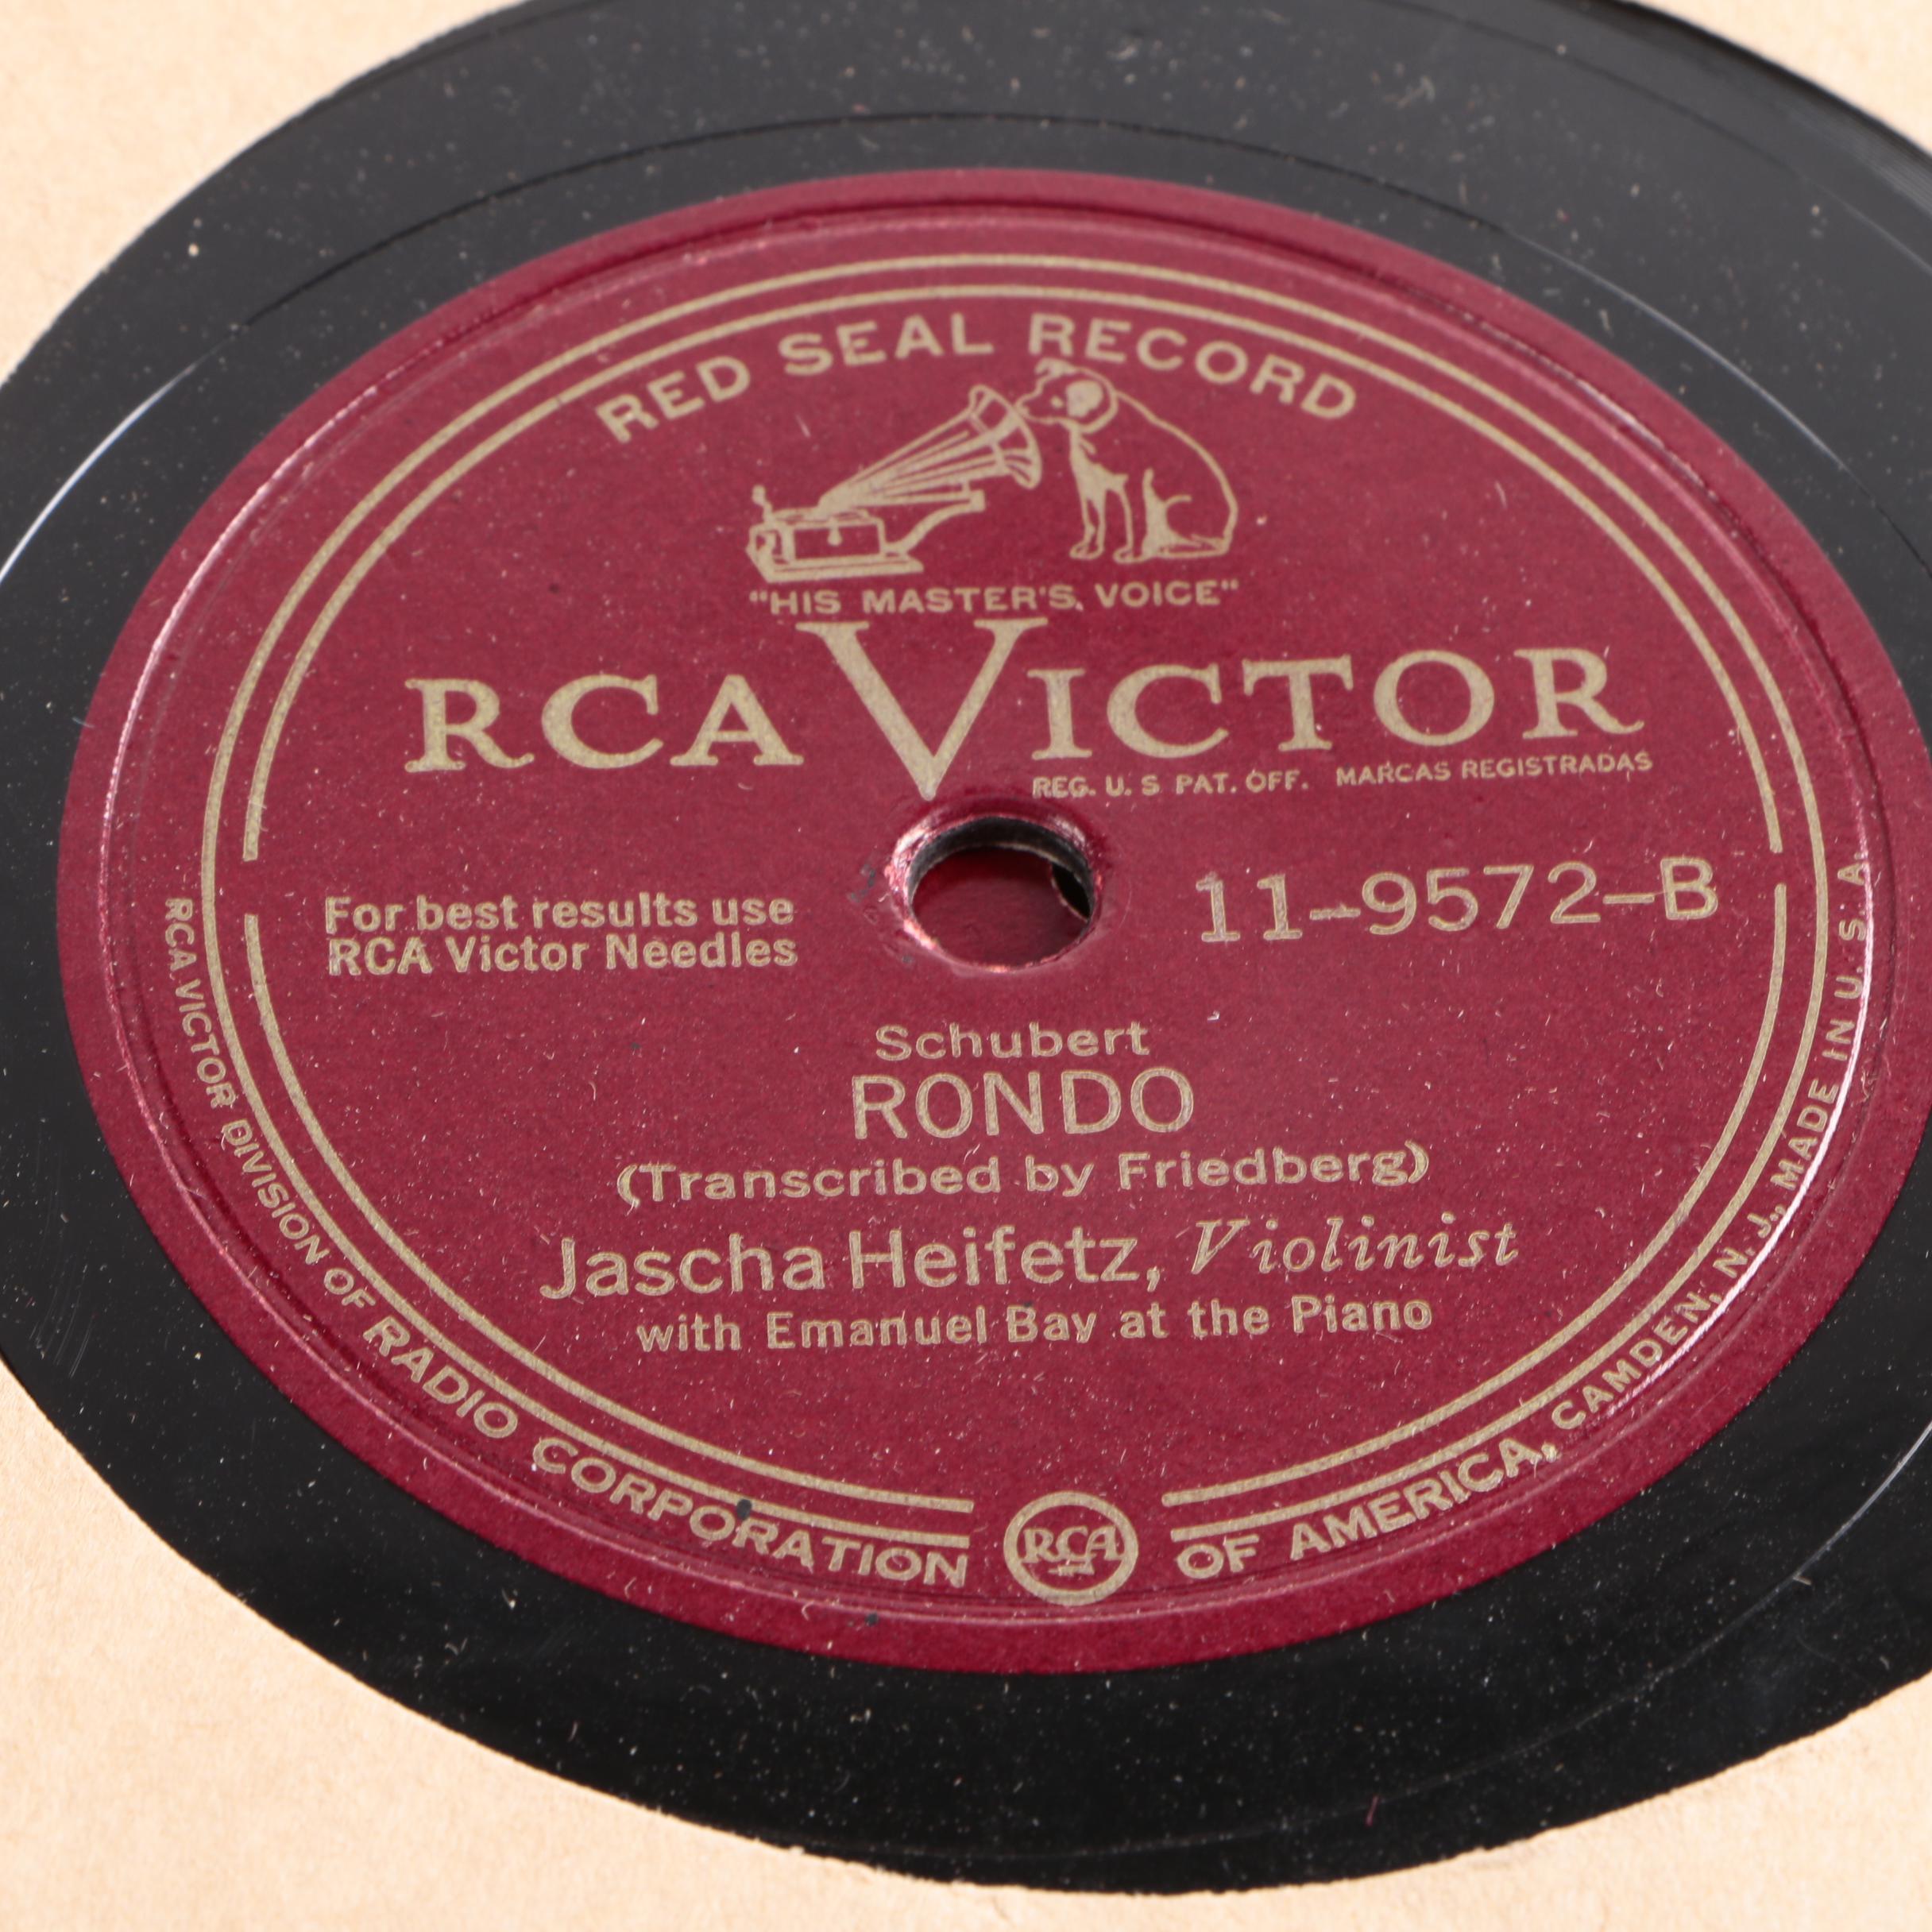 RED SEAL RECORD
"HIS MASTER'S VOICE"
RCA VICTOR
REG. U. S PAT. OFF. MARCAS REGISTRADAS
For best results use
RCA Victor Needles
11-9572-B
Schubert
RONDO
(Transcribed by Friedberg)
Jascha Heifetz, Violinist
with Emanuel Bay at the Piano
RCA VICTOR DIVISION OF RADIO CORPORATION OF AMERICA, CAMDEN, N. J., MADE IN U. S. A.
RCA